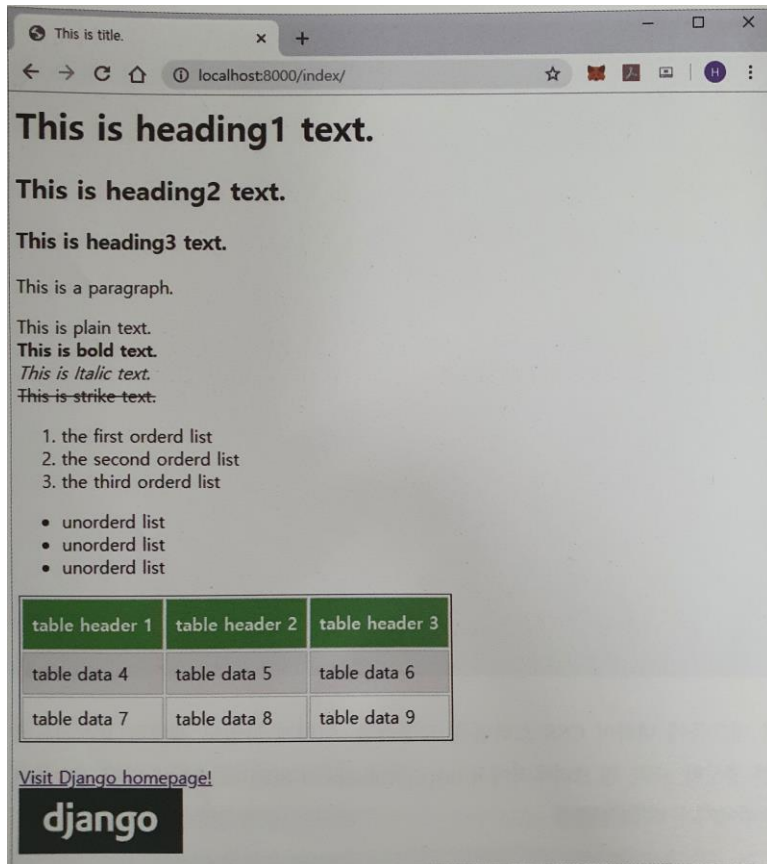 This is title.
localhost:8000/index/
H
This is heading1 text.
This is heading2 text.
This is heading3 text.
This is a paragraph.
This is plain text.
This is bold text.
This is Italic text.
This is strike text.
1. the first orderd list
2. the second orderd list
3. the third orderd list
• unorderd list
• unorderd list
• unorderd list
table header 1 table header 2 table header 3
table data 4 table data 5 table data 6
table data 7 table data 8 table data 9
Visit Django homepage!
django